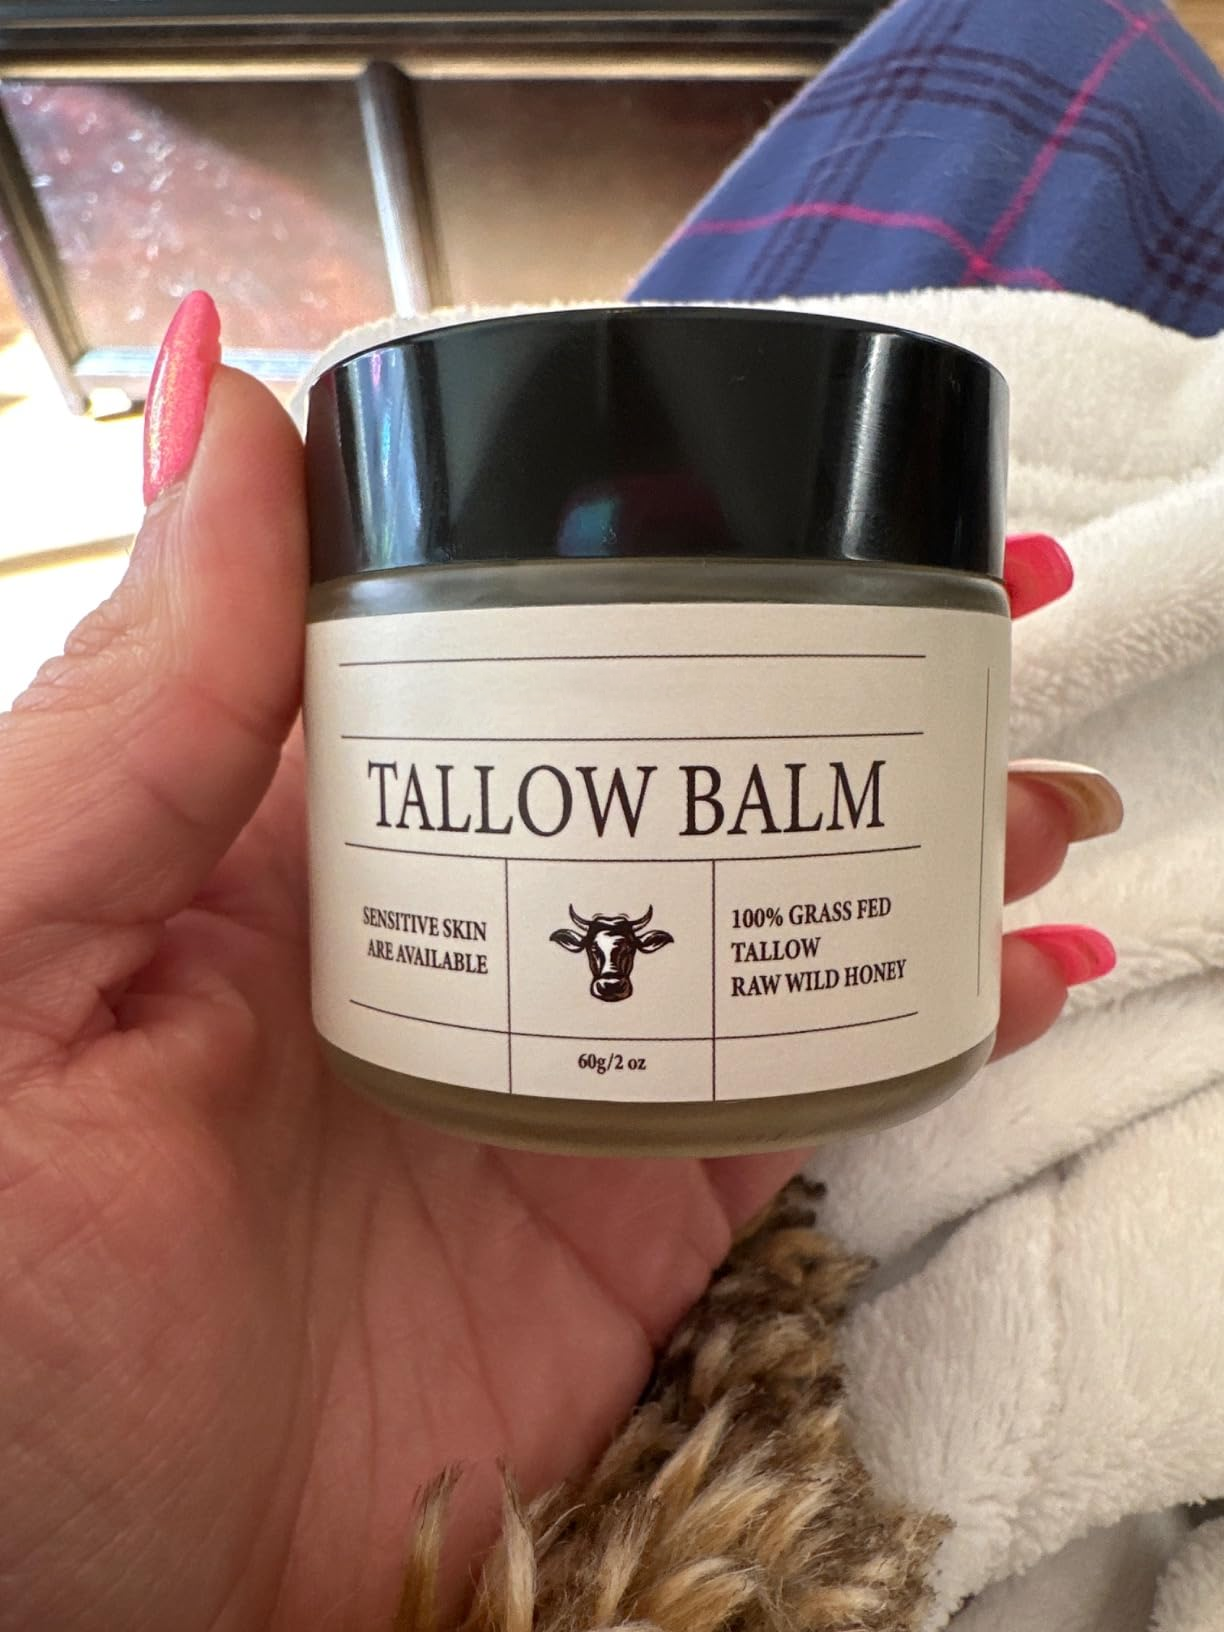 TALLOW BALM
SENSITIVE SKIN
ARE AVAILABLE
100% GRASS FED
TALLOW
RAW WILD HONEY
60g/2 oz